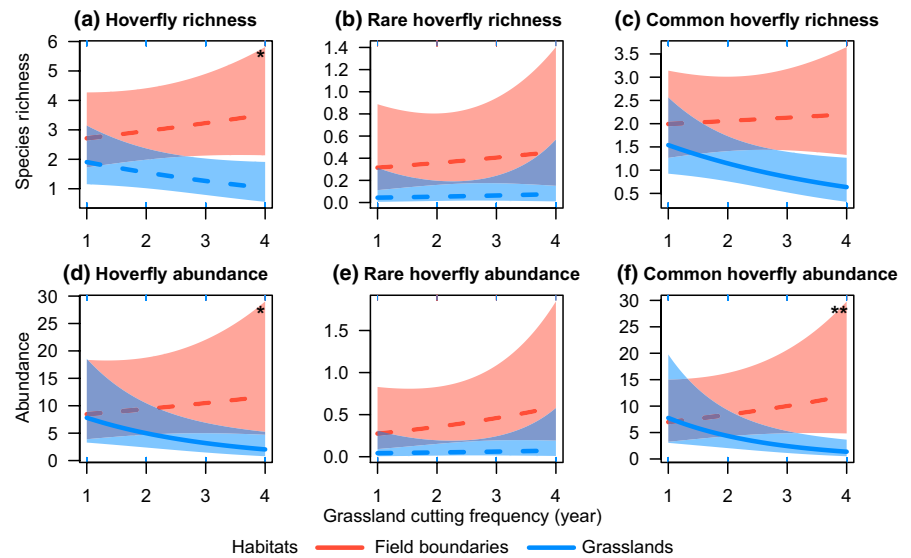 (a) Hoverfly richness
(b) Rare hoverfly richness
(c) Common hoverfly richness
Species richness
6
5
4
3
2
1
1 2 3 4
*
1.4
1.2
1.0
0.8
0.6
0.4
0.2
0.0
1 2 3 4
3.5
3.0
2.5
2.0
1.5
1.0
0.5
1 2 3 4
(d) Hoverfly abundance
(e) Rare hoverfly abundance
(f) Common hoverfly abundance
Abundance
30
25
20
15
10
5
0
1 2 3 4
*
1.5
1.0
0.5
0.0
1 2 3 4
30
25
20
15
10
5
0
1 2 3 4
**
Grassland cutting frequency (year)
Habitats Field boundaries Grasslands